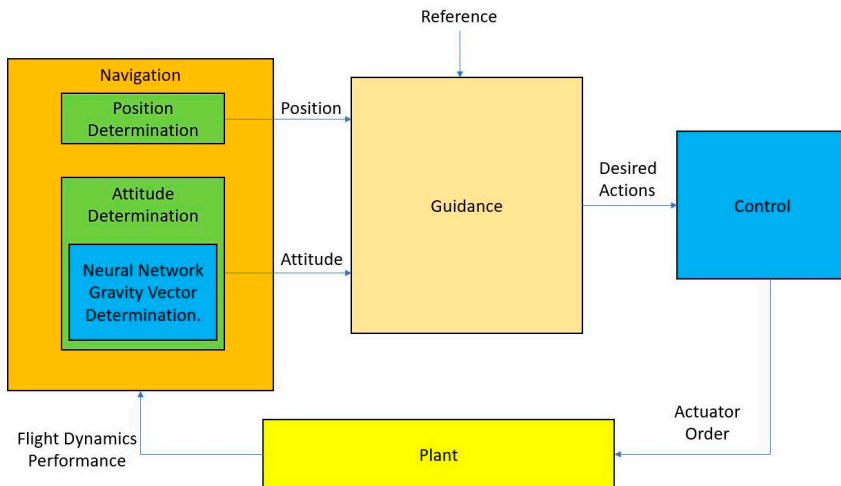 Reference
Navigation
Position
Determination
Position
Attitude
Determination
Neural Network
Gravity Vector
Determination.
Attitude
Guidance
Desired
Actions
Control
Actuator
Order
Plant
Flight Dynamics
Performance